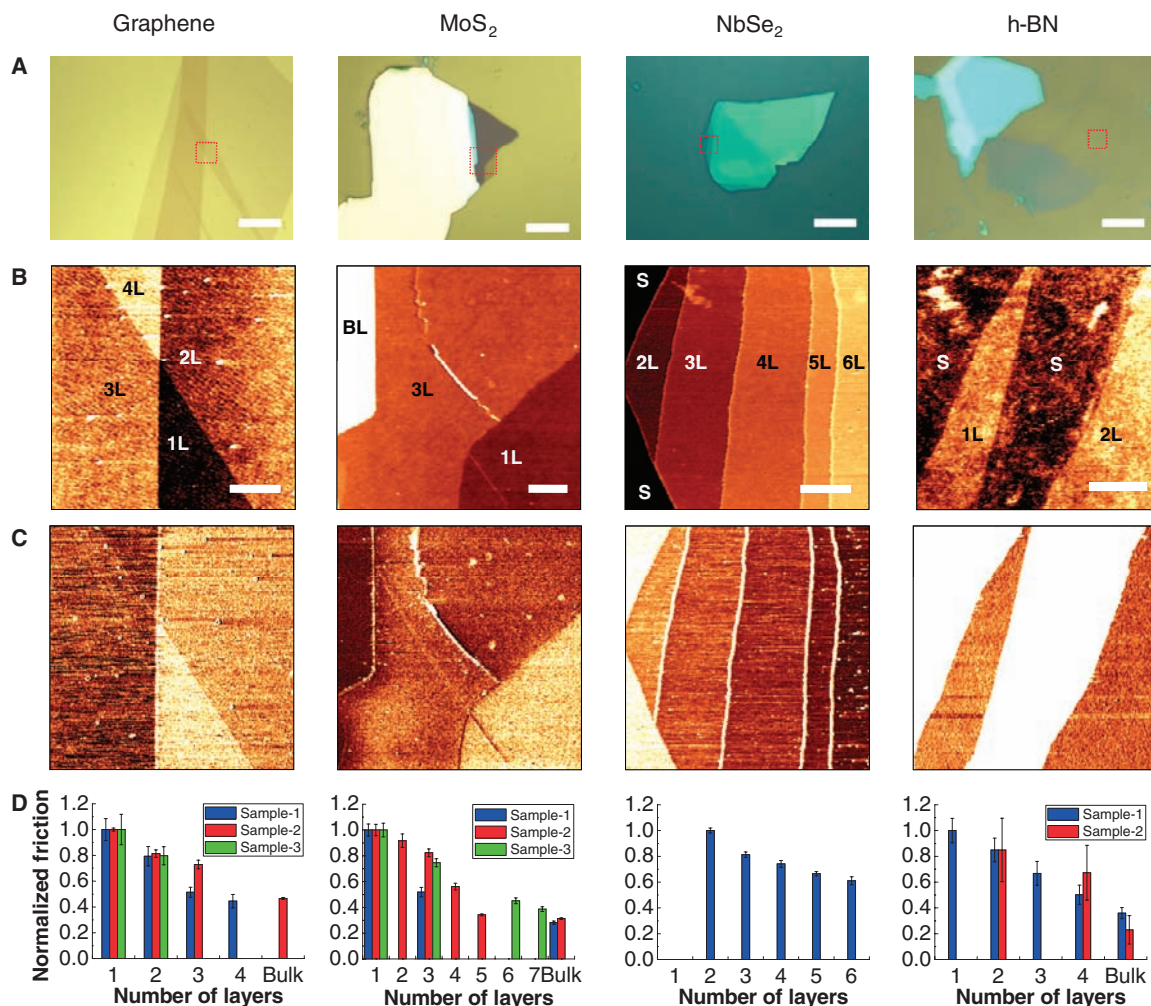 Graphene
MoS₂
NbSe₂
h-BN
A
B
4L
2L
3L
1L
BL
3L
1L
S
2L
3L
4L
5L
6L
S
S
S
1L
2L
C
D
Normalized friction
1.2
1.0
0.8
0.6
0.4
0.2
0.0
Sample-1
Sample-2
Sample-3
1 2 3 4 Bulk
Number of layers
1.2
1.0
0.8
0.6
0.4
0.2
0.0
Sample-1
Sample-2
Sample-3
1 2 3 4 5 6 7Bulk
Number of layers
1.2
1.0
0.8
0.6
0.4
0.2
0.0
1 2 3 4 5 6
Number of layers
1.2
1.0
0.8
0.6
0.4
0.2
0.0
Sample-1
Sample-2
1 2 3 4 Bulk
Number of layers